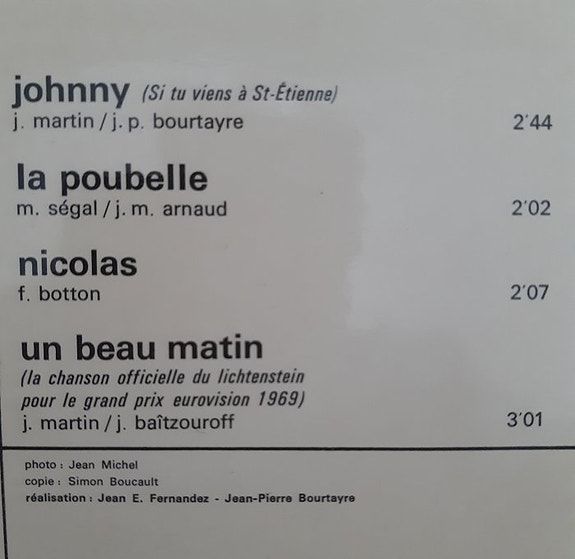 johnny (Si tu viens à St-Étienne)
j. martin / j. p. bourtayre 2'44
la poubelle
m. ségal / j. m. arnaud 2'02
nicolas
f. botton 2'07
un beau matin
(la chanson officielle du lichtenstein
pour le grand prix eurovision 1969)
j. martin / j. baîtzouroff 3'01
photo : Jean Michel
copie : Simon Boucault
réalisation : Jean E. Fernandez - Jean-Pierre Bourtayre